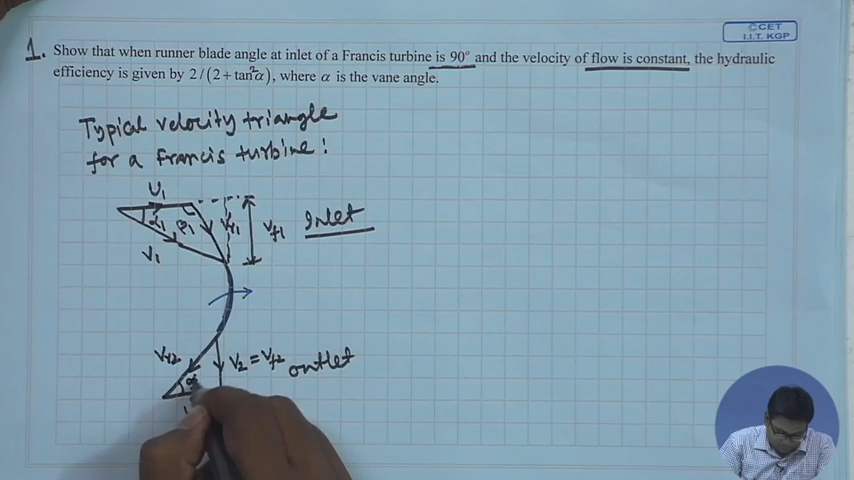 © CET
I.I.T. KGP
1. Show that when runner blade angle at inlet of a Francis turbine is 90° and the velocity of flow is constant, the hydraulic
efficiency is given by 2 / (2 + tan²α), where α is the vane angle.
Typical velocity triangle
for a Francis turbine:
U₁
α₁ β₁ Vr₁ Vf₁ Inlet
V₁
Vr₂ V₂ = Vf₂ outlet